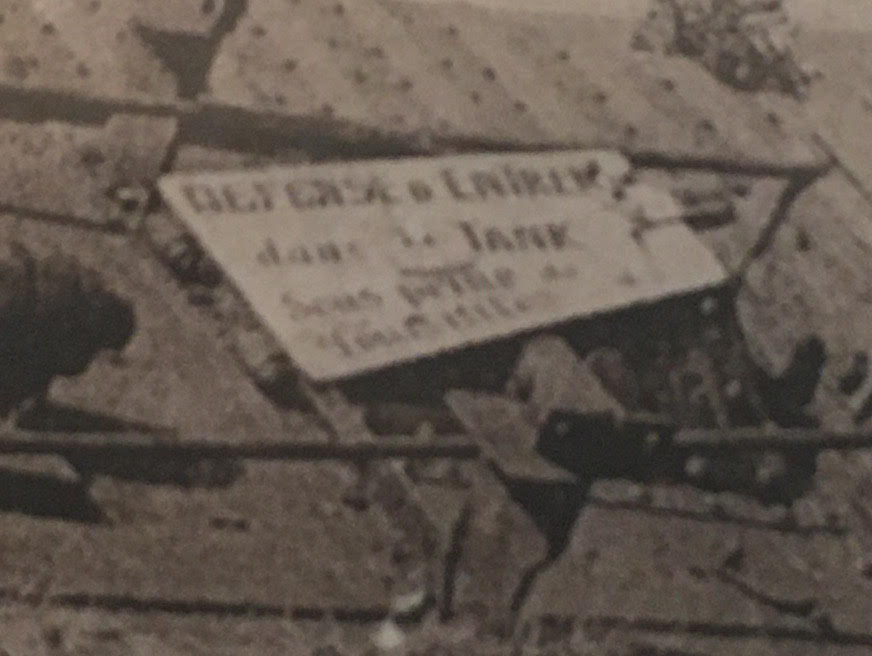 DEFENSE D ENTRER
dans le TANK
Sous peine de